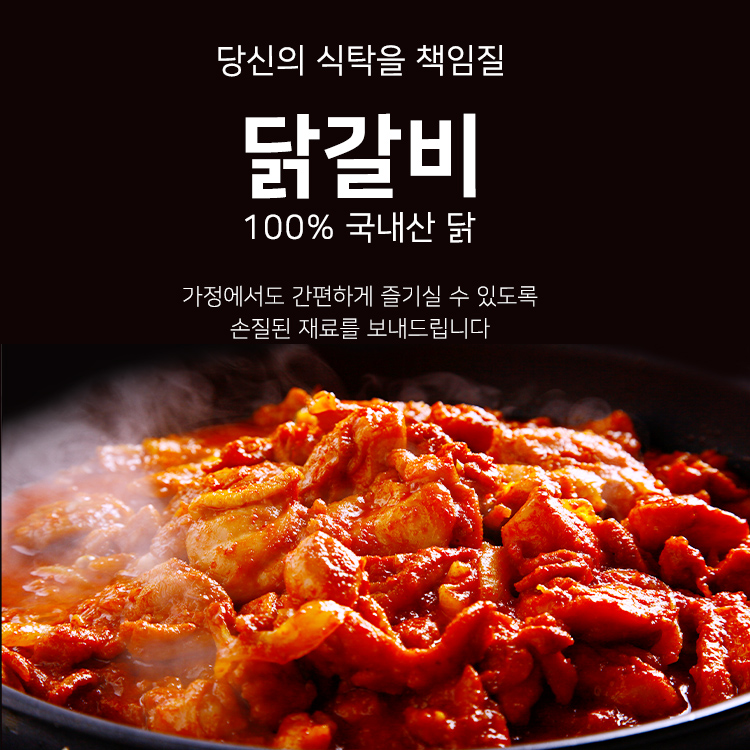 당신의 식탁을 책임질
닭갈비
100% 국내산 닭
가정에서도 간편하게 즐기실 수 있도록
손질된 재료를 보내드립니다